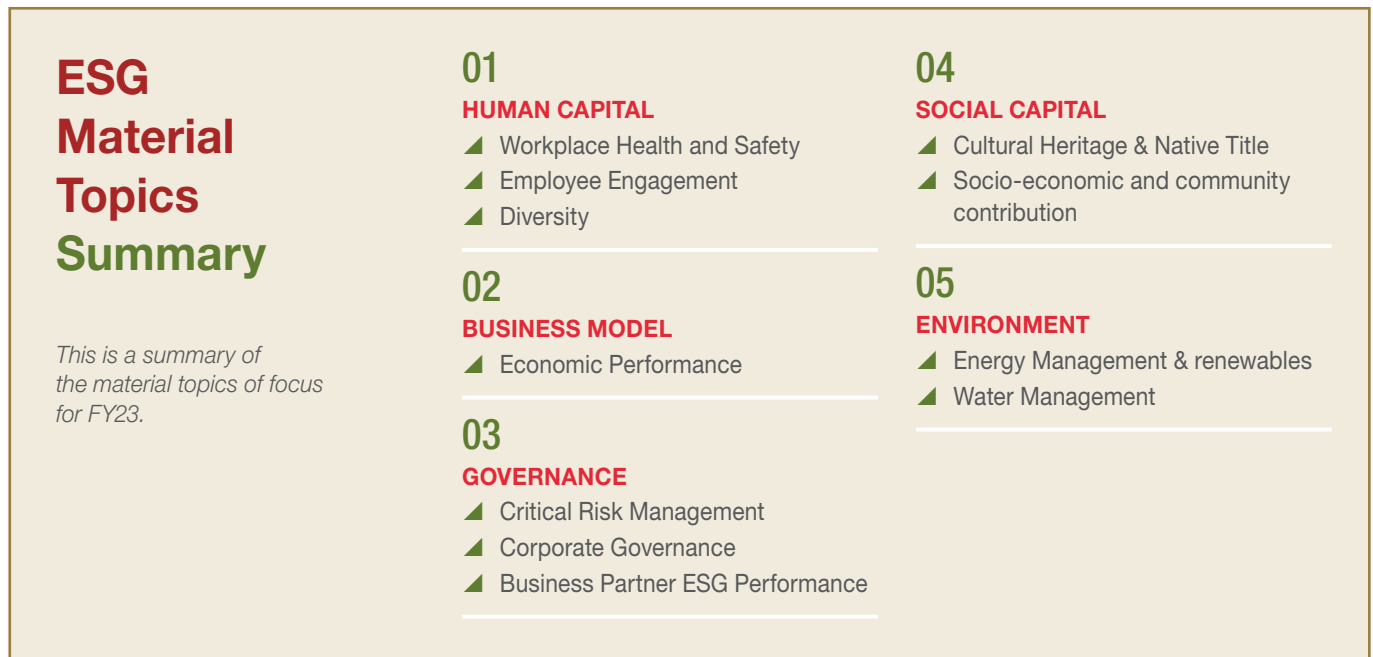 ESG
Material
Topics
Summary
This is a summary of
the material topics of focus
for FY23.
01
HUMAN CAPITAL
Workplace Health and Safety
Employee Engagement
Diversity
02
BUSINESS MODEL
Economic Performance
03
GOVERNANCE
Critical Risk Management
Corporate Governance
Business Partner ESG Performance
04
SOCIAL CAPITAL
Cultural Heritage & Native Title
Socio-economic and community
contribution
05
ENVIRONMENT
Energy Management & renewables
Water Management